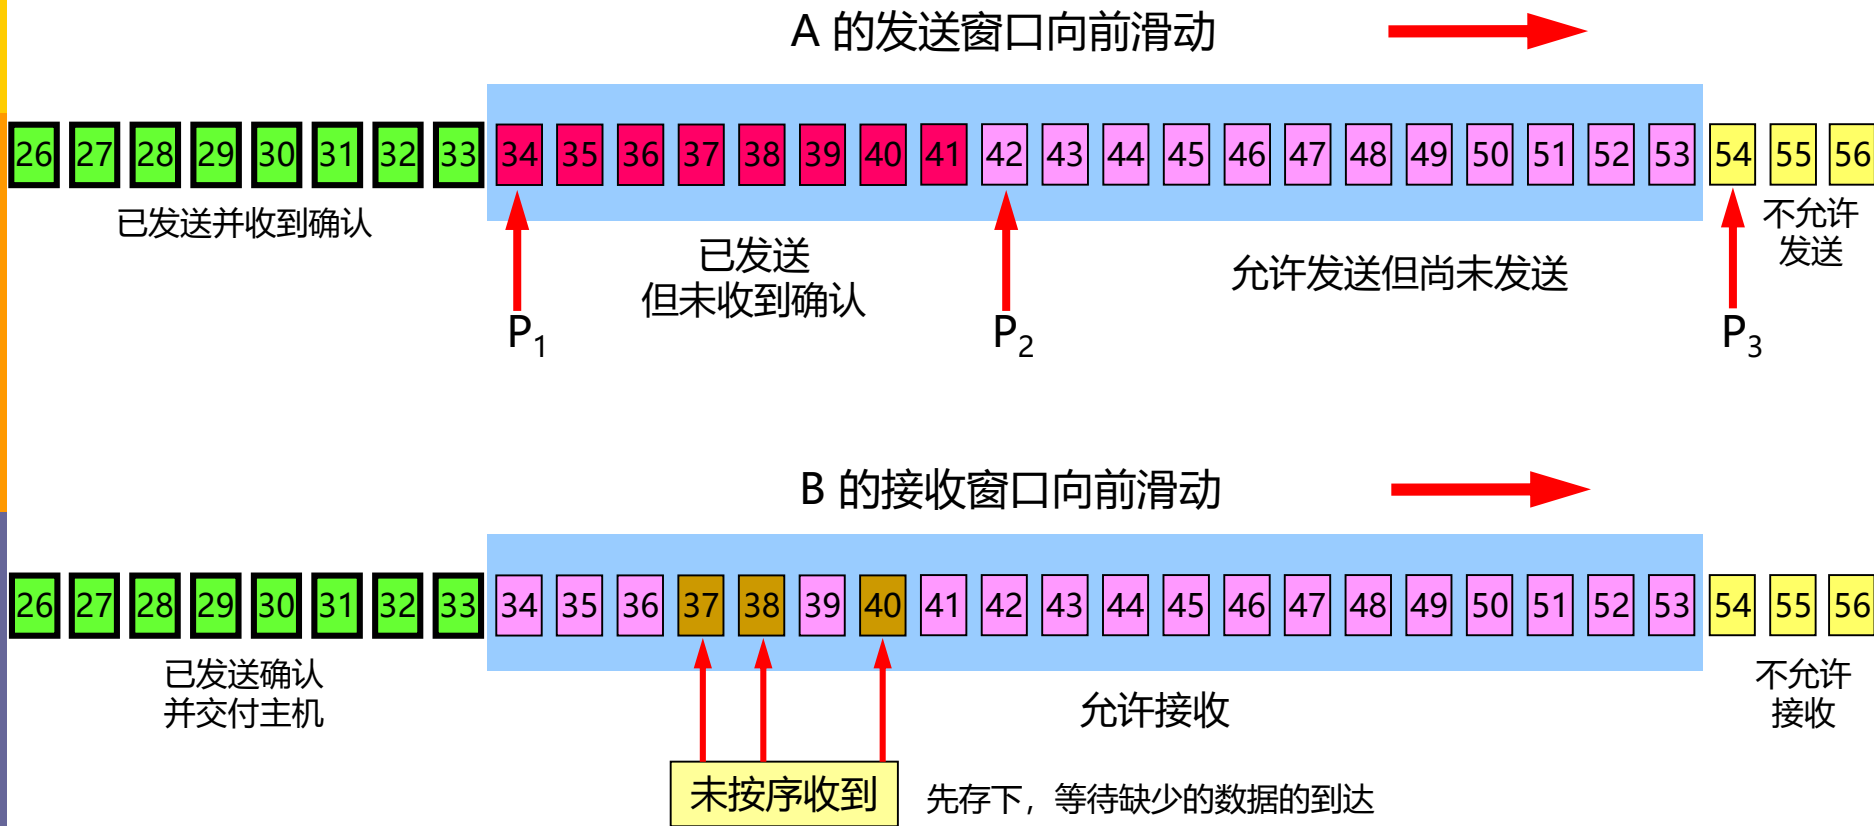 A 的发送窗口向前滑动
26 27 28 29 30 31 32 33 34 35 36 37 38 39 40 41 42 43 44 45 46 47 48 49 50 51 52 53 54 55 56
已发送并收到确认
已发送
但未收到确认
允许发送但尚未发送
不允许
发送
P1 P2 P3
B 的接收窗口向前滑动
26 27 28 29 30 31 32 33 34 35 36 37 38 39 40 41 42 43 44 45 46 47 48 49 50 51 52 53 54 55 56
已发送确认
并交付主机
允许接收
不允许
接收
未按序收到
先存下，等待缺少的数据的到达